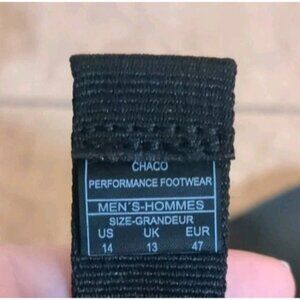 CHACO
PERFORMANCE FOOTWEAR
MEN'S-HOMMES
SIZE-GRANDEUR
US UK EUR
14 13 47